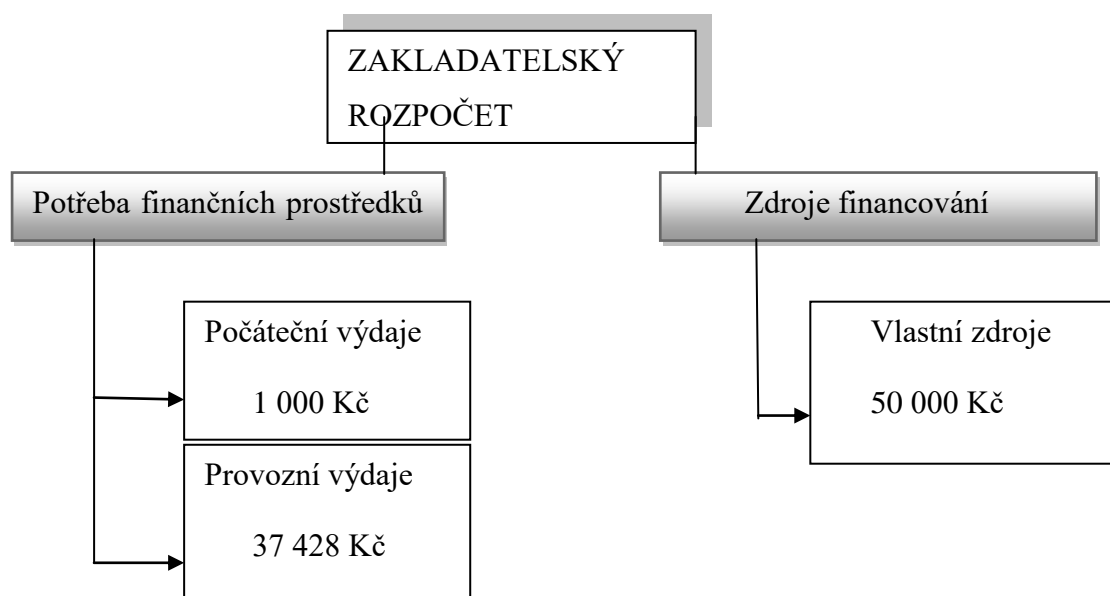 ZAKLADATELSKÝ
ROZPOČET
Potřeba finančních prostředků
Zdroje financování
Počáteční výdaje
1 000 Kč
Vlastní zdroje
50 000 Kč
Provozní výdaje
37 428 Kč